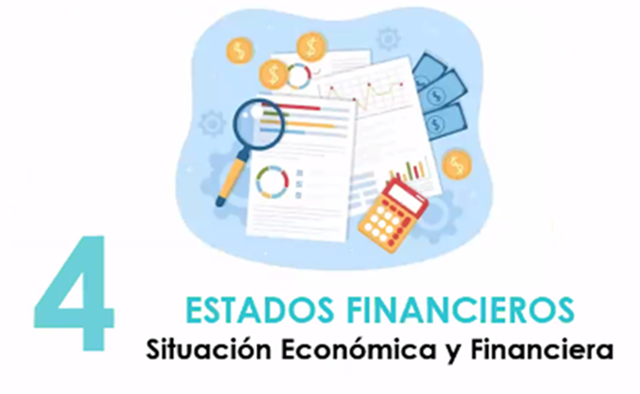 4
ESTADOS FINANCIEROS
Situación Económica y Financiera